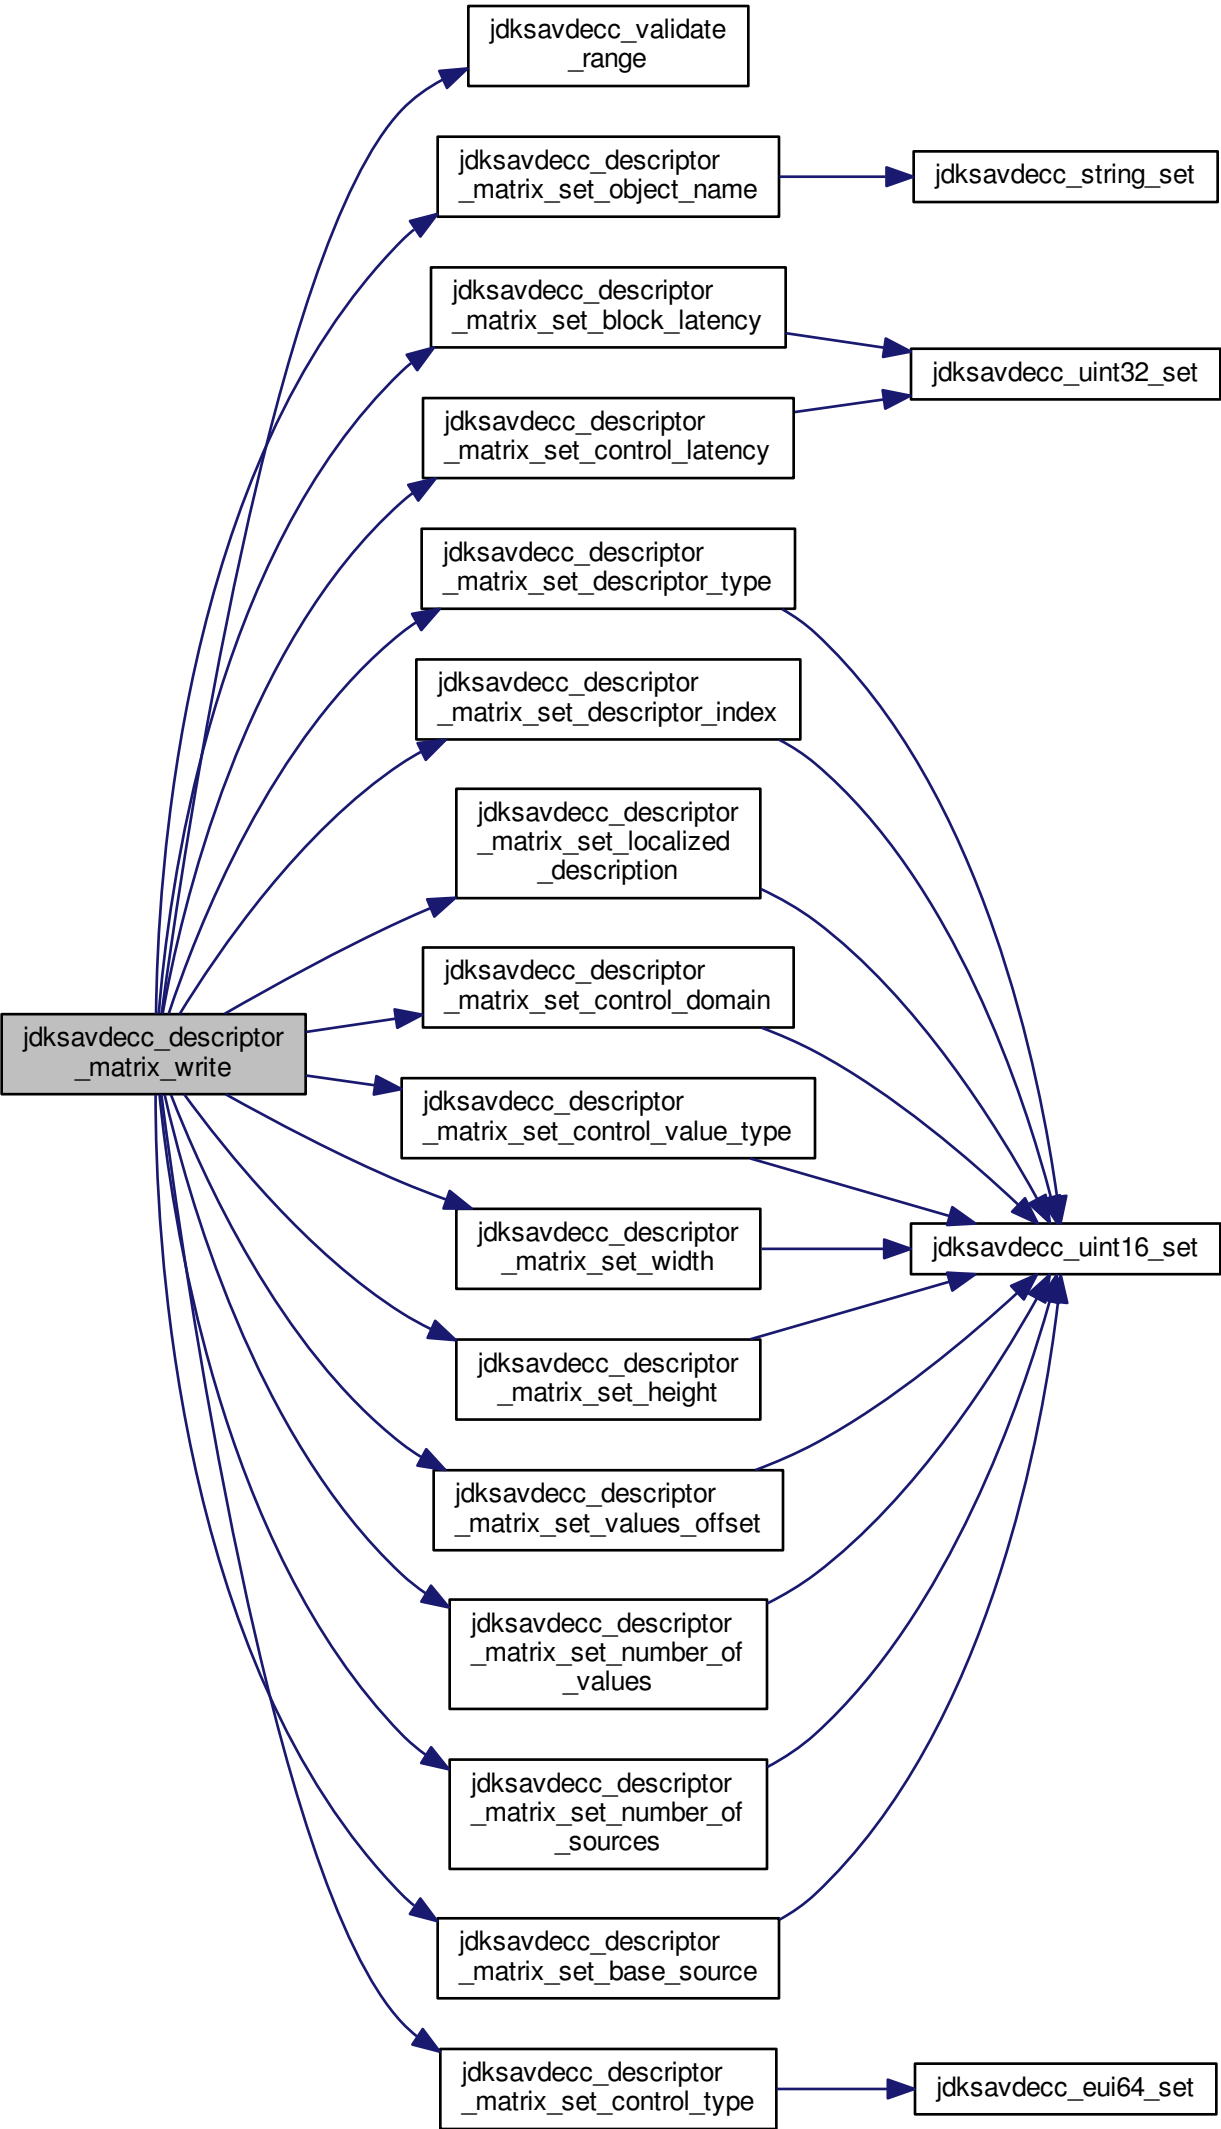 jdksavdecc_validate
_range
jdksavdecc_descriptor
_matrix_set_object_name
jdksavdecc_string_set
jdksavdecc_descriptor
_matrix_set_block_latency
jdksavdecc_uint32_set
jdksavdecc_descriptor
_matrix_set_control_latency
jdksavdecc_descriptor
_matrix_set_descriptor_type
jdksavdecc_descriptor
_matrix_set_descriptor_index
jdksavdecc_descriptor
_matrix_set_localized
_description
jdksavdecc_descriptor
_matrix_set_control_domain
jdksavdecc_descriptor
_matrix_write
jdksavdecc_descriptor
_matrix_set_control_value_type
jdksavdecc_descriptor
_matrix_set_width
jdksavdecc_uint16_set
jdksavdecc_descriptor
_matrix_set_height
jdksavdecc_descriptor
_matrix_set_values_offset
jdksavdecc_descriptor
_matrix_set_number_of
_values
jdksavdecc_descriptor
_matrix_set_number_of
_sources
jdksavdecc_descriptor
_matrix_set_base_source
jdksavdecc_descriptor
_matrix_set_control_type
jdksavdecc_eui64_set